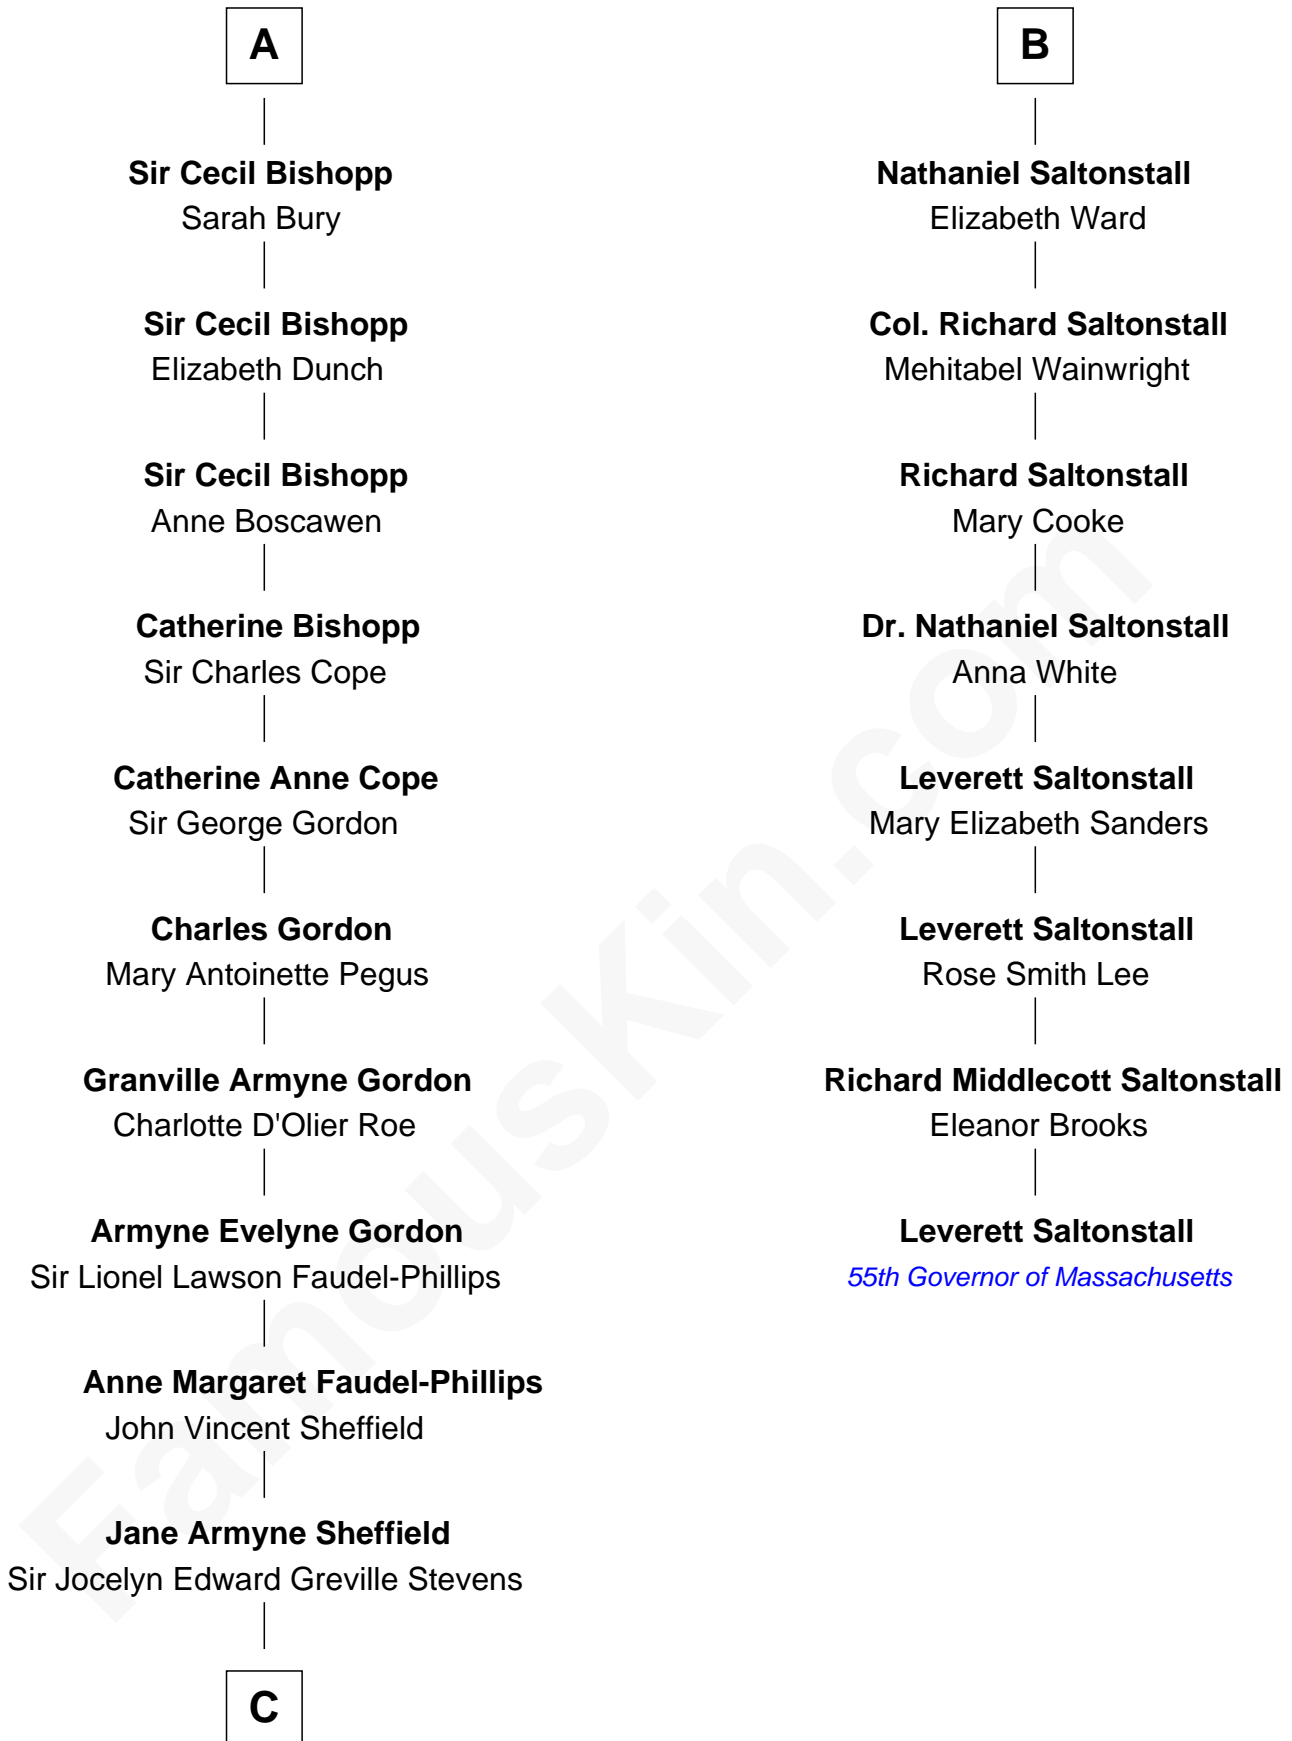 A
Sir Cecil Bishopp
Sarah Bury
Sir Cecil Bishopp
Elizabeth Dunch
Sir Cecil Bishopp
Anne Boscawen
Catherine Bishopp
Sir Charles Cope
Catherine Anne Cope
Sir George Gordon
Charles Gordon
Mary Antoinette Pegus
Granville Armyne Gordon
Charlotte D'Olier Roe
Armyne Evelyne Gordon
Sir Lionel Lawson Faudel-Phillips
Anne Margaret Faudel-Phillips
John Vincent Sheffield
Jane Armyne Sheffield
Sir Jocelyn Edward Greville Stevens
C
B
Nathaniel Saltonstall
Elizabeth Ward
Col. Richard Saltonstall
Mehitabel Wainwright
Richard Saltonstall
Mary Cooke
Dr. Nathaniel Saltonstall
Anna White
Leverett Saltonstall
Mary Elizabeth Sanders
Leverett Saltonstall
Rose Smith Lee
Richard Middlecott Saltonstall
Eleanor Brooks
Leverett Saltonstall
55th Governor of Massachusetts
FamousKin.com